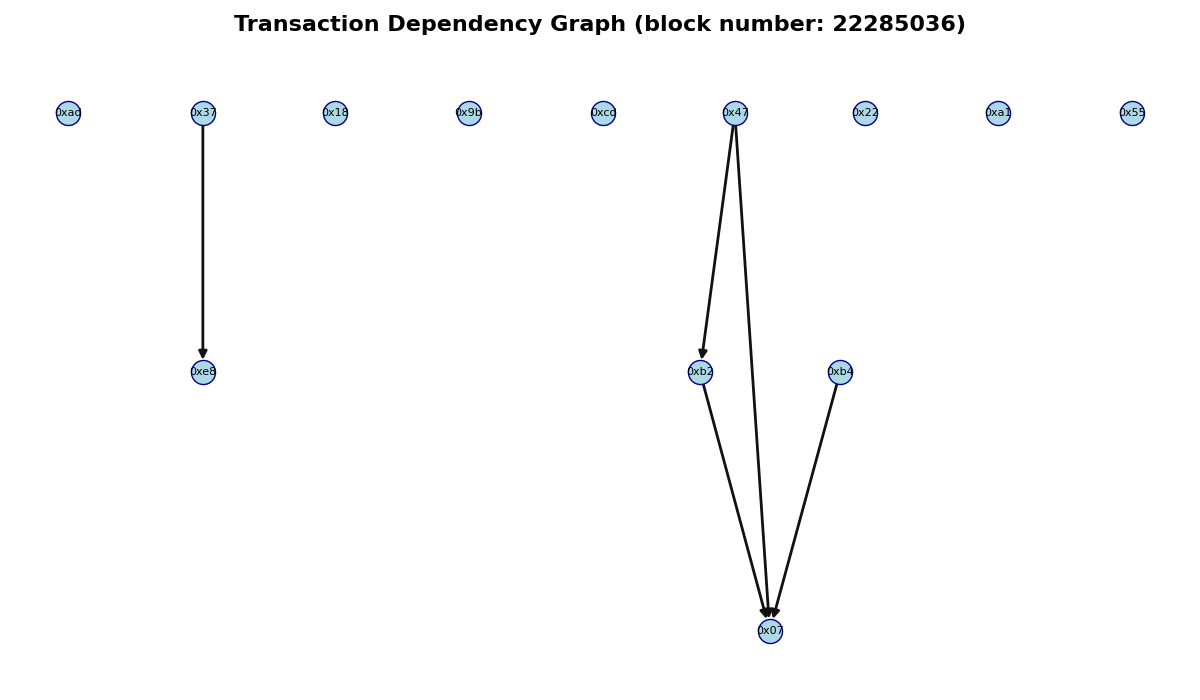 Transaction Dependency Graph (block number: 22285036)
0xad 0x37 0x18 0x9b 0xcd 0x47 0x22 0xa1 0x55
0xe8 0xb2 0xb4
0x07